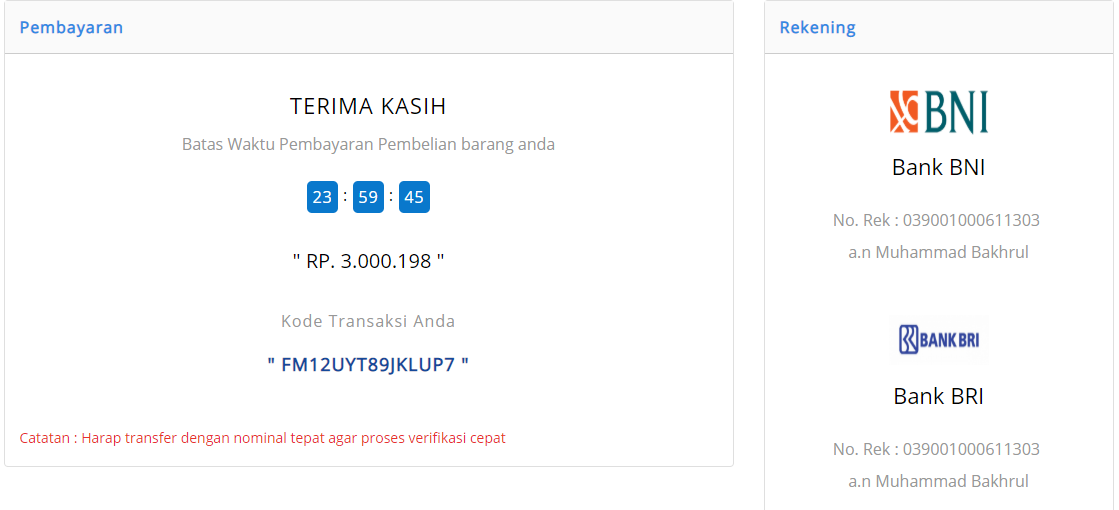 Pembayaran
TERIMA KASIH
Batas Waktu Pembayaran Pembelian barang anda
23 : 59 : 45
" RP. 3.000.198 "
Kode Transaksi Anda
" FM12UYT89JKLUP7 "
Catatan : Harap transfer dengan nominal tepat agar proses verifikasi cepat
Rekening
BNI
Bank BNI
No. Rek : 039001000611303
a.n Muhammad Bakhrul
BANK BRI
Bank BRI
No. Rek : 039001000611303
a.n Muhammad Bakhrul